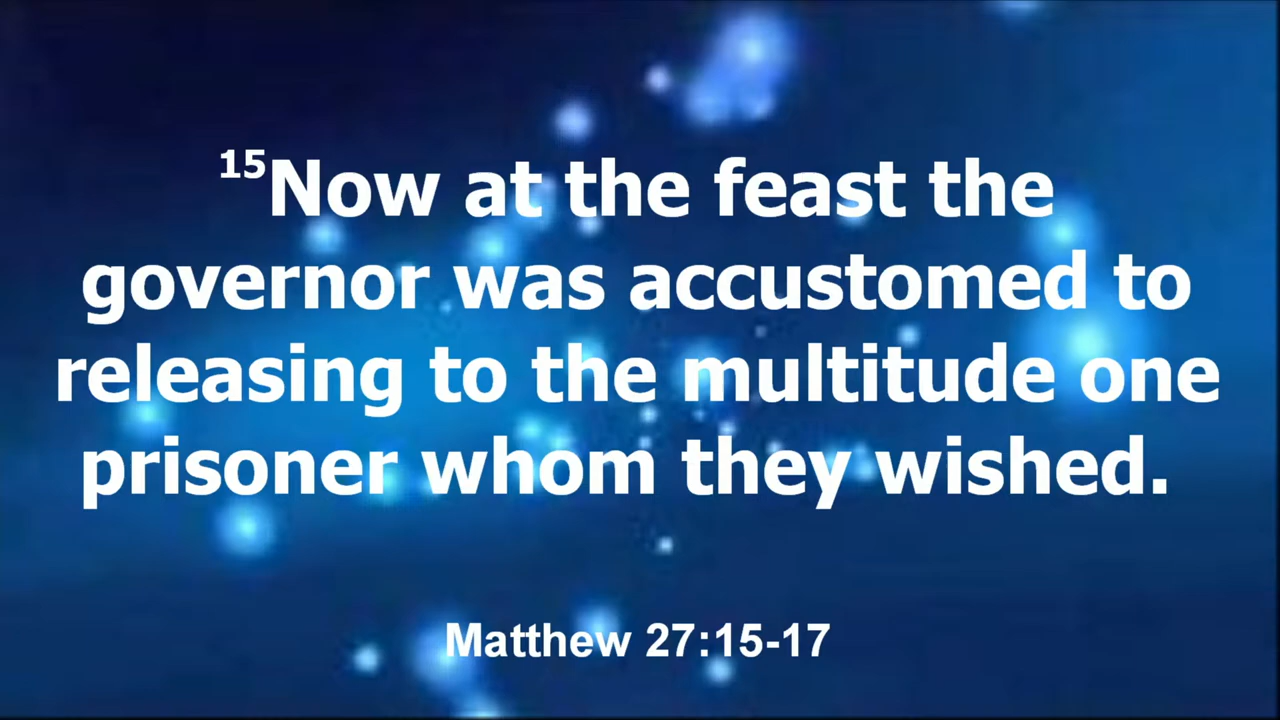 15Now at the feast the
governor was accustomed to
releasing to the multitude one
prisoner whom they wished.
Matthew 27:15-17